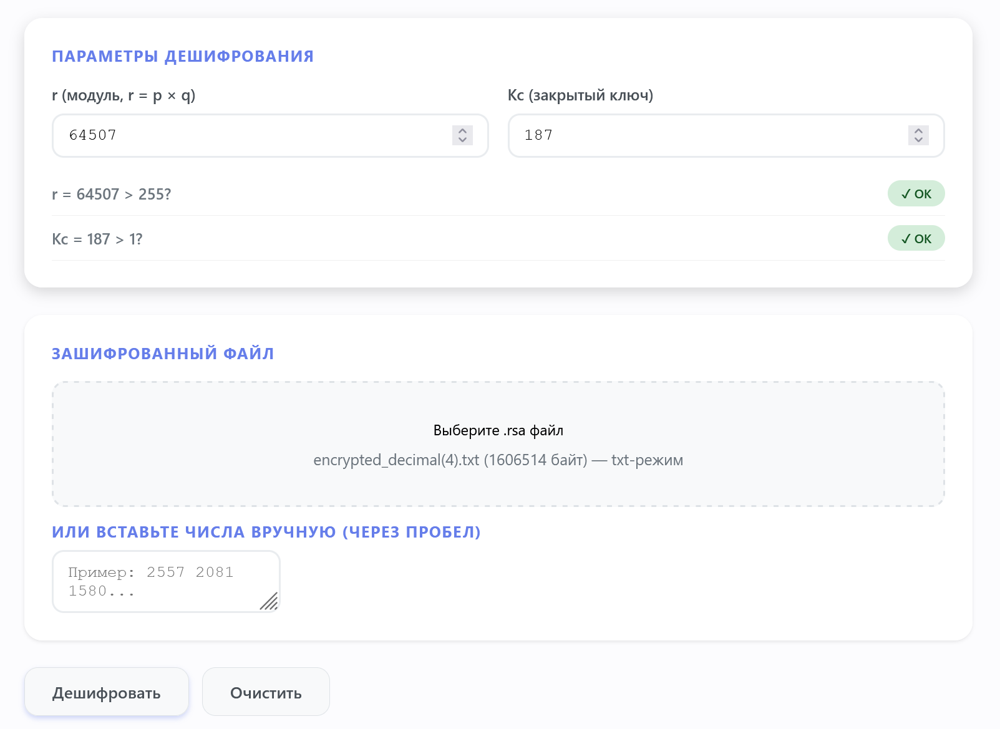 ПАРАМЕТРЫ ДЕШИФРОВАНИЯ
r (модуль, r = p × q)
Kc (закрытый ключ)
64507
187
r = 64507 > 255?
✓ OK
Kc = 187 > 1?
✓ OK
ЗАШИФРОВАННЫЙ ФАЙЛ
Выберите .rsa файл
encrypted_decimal(4).txt (1606514 байт) — txt-режим
ИЛИ ВСТАВЬТЕ ЧИСЛА ВРУЧНУЮ (ЧЕРЕЗ ПРОБЕЛ)
Пример: 2557 2081
1580...
Дешифровать
Очистить